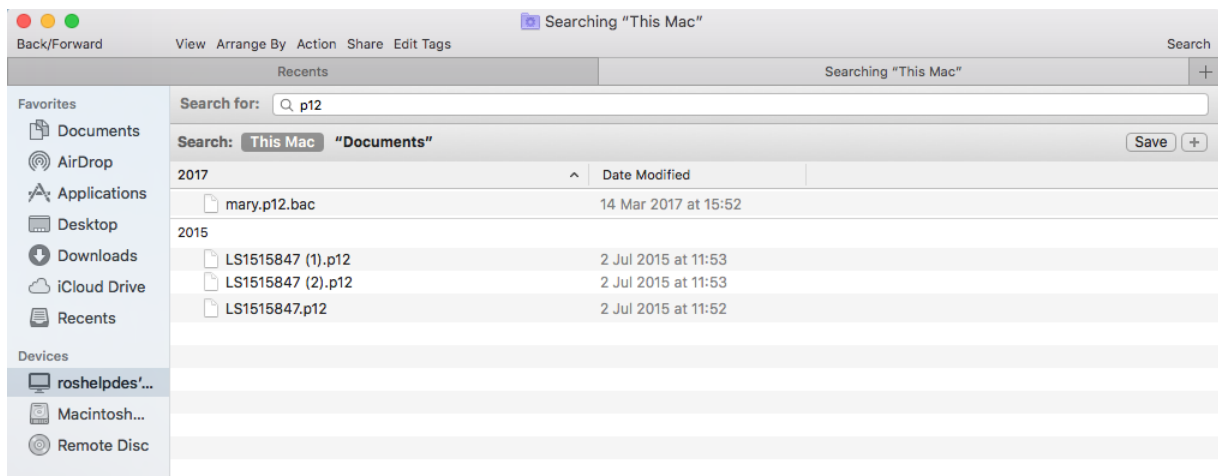 Searching “This Mac”
Back/Forward View Arrange By Action Share Edit Tags Search
Recents Searching “This Mac” +
Favorites
Documents
AirDrop
Applications
Desktop
Downloads
iCloud Drive
Recents
Devices
roshelpdes’...
Macintosh...
Remote Disc
Search for: p12
Search: This Mac “Documents” Save +
2017 Date Modified
mary.p12.bac 14 Mar 2017 at 15:52
2015
LS1515847 (1).p12 2 Jul 2015 at 11:53
LS1515847 (2).p12 2 Jul 2015 at 11:53
LS1515847.p12 2 Jul 2015 at 11:52